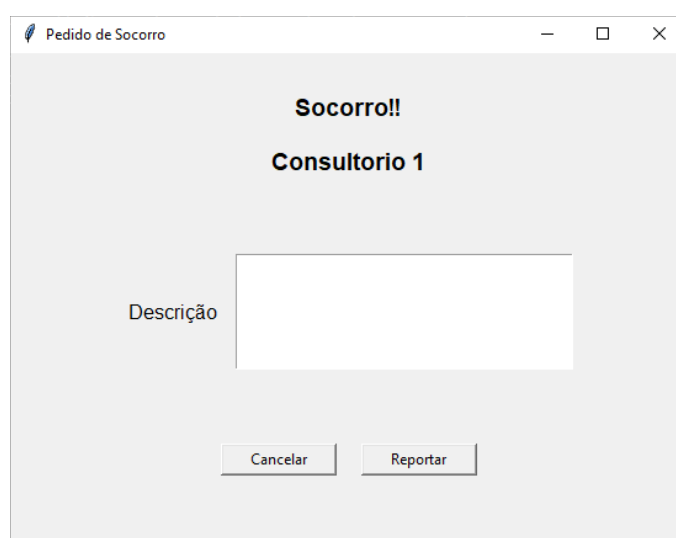 Pedido de Socorro
Socorro!!
Consultorio 1
Descrição
Cancelar Reportar